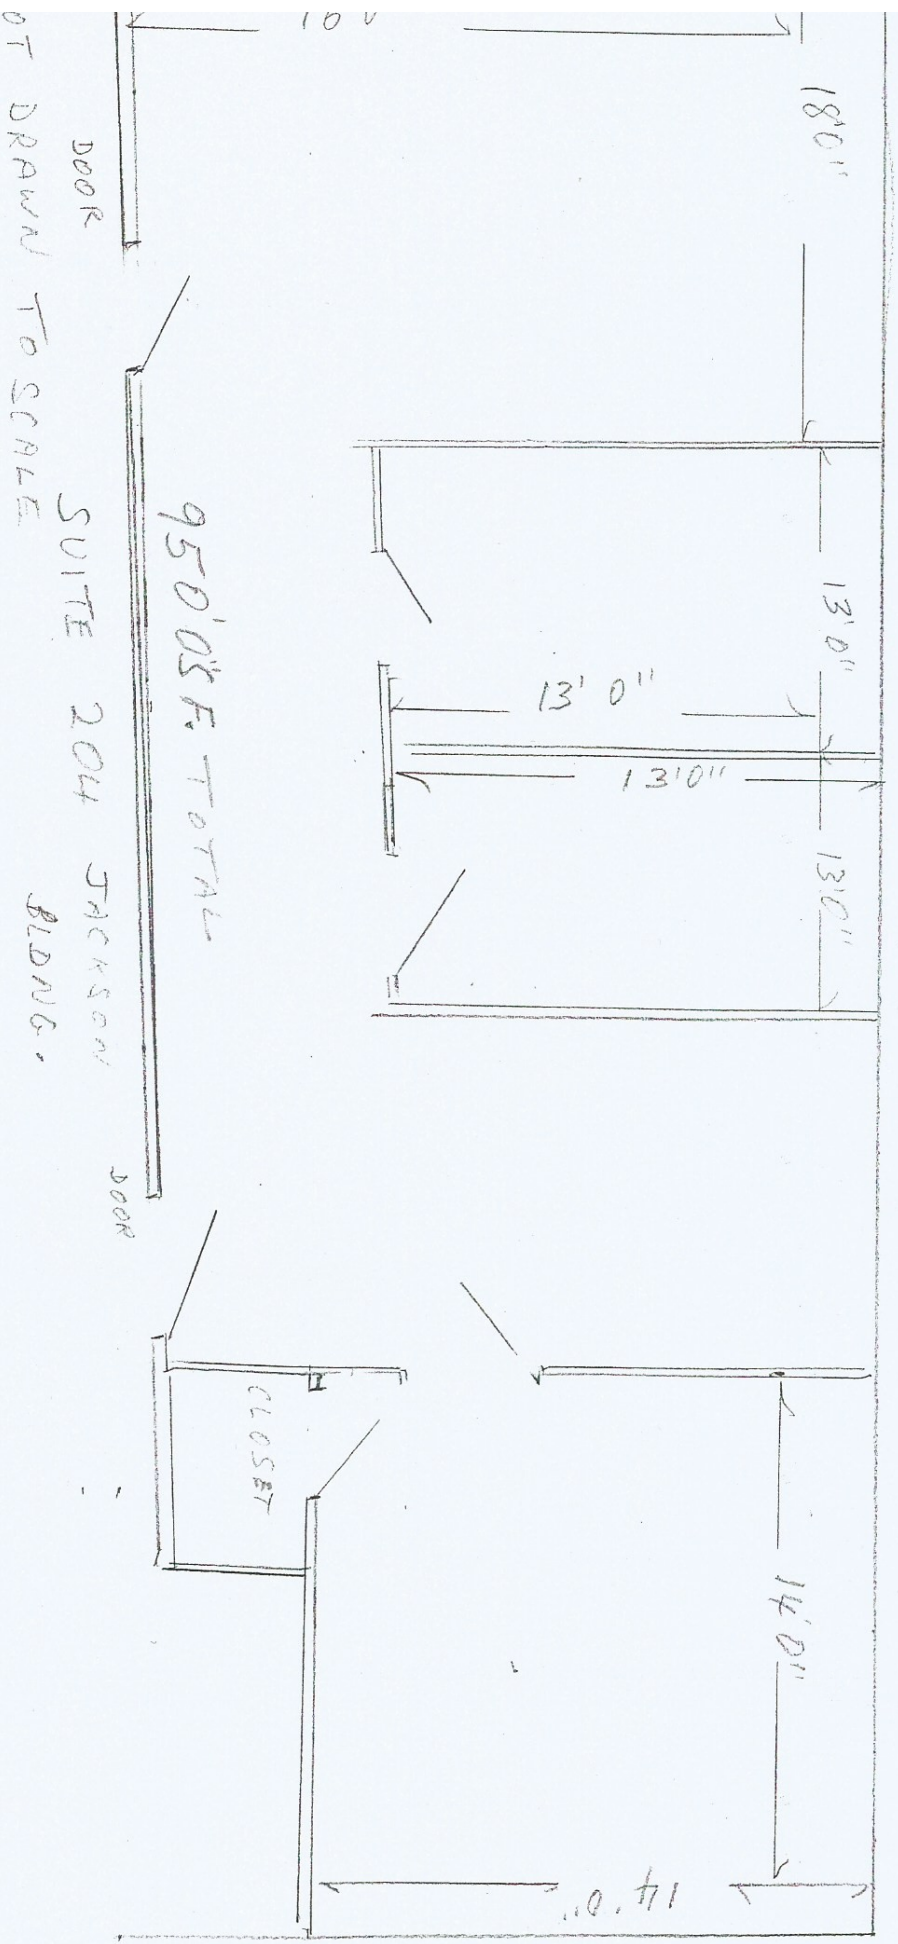 18'0"
13'0"
13'0"
13'0"
13'0"
14'0"
14'0"
CLOSET
950'0 S.F. TOTAL
DOOR
DOOR
SUITE 204 JACKSON
BLDNG.
OT DRAWN TO SCALE